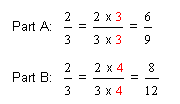 Part A: 2/3 = 2 x 3/3 x 3 = 6/9
Part B: 2/3 = 2 x 4/3 x 4 = 8/12